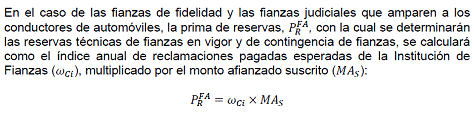 En el caso de las fianzas de fidelidad y las fianzas judiciales que amparen a los
conductores de automóviles, la prima de reservas, P_R^{FA}, con la cual se determinarán
las reservas técnicas de fianzas en vigor y de contingencia de fianzas, se calculará
como el índice anual de reclamaciones pagadas esperadas de la Institución de
Fianzas (ω_{Ci}), multiplicado por el monto afianzado suscrito (MA_S):
P_R^{FA} = ω_{Ci} × MA_S